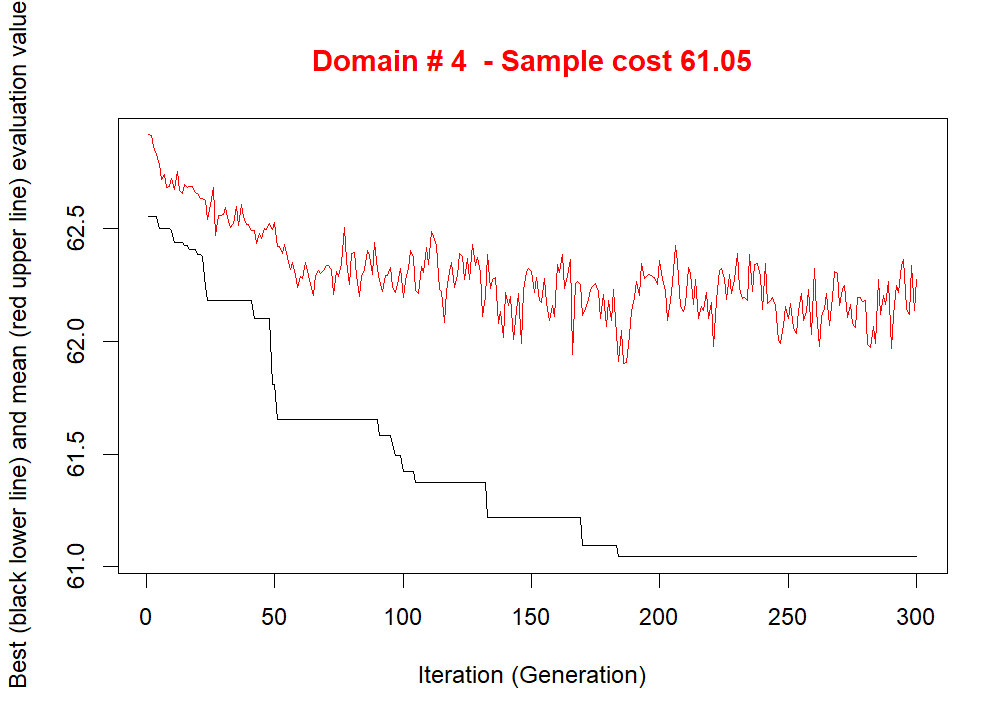 Domain # 4  - Sample cost 61.05
Best (black lower line) and mean (red upper line) evaluation value
62.5
62.0
61.5
61.0
0 50 100 150 200 250 300
Iteration (Generation)